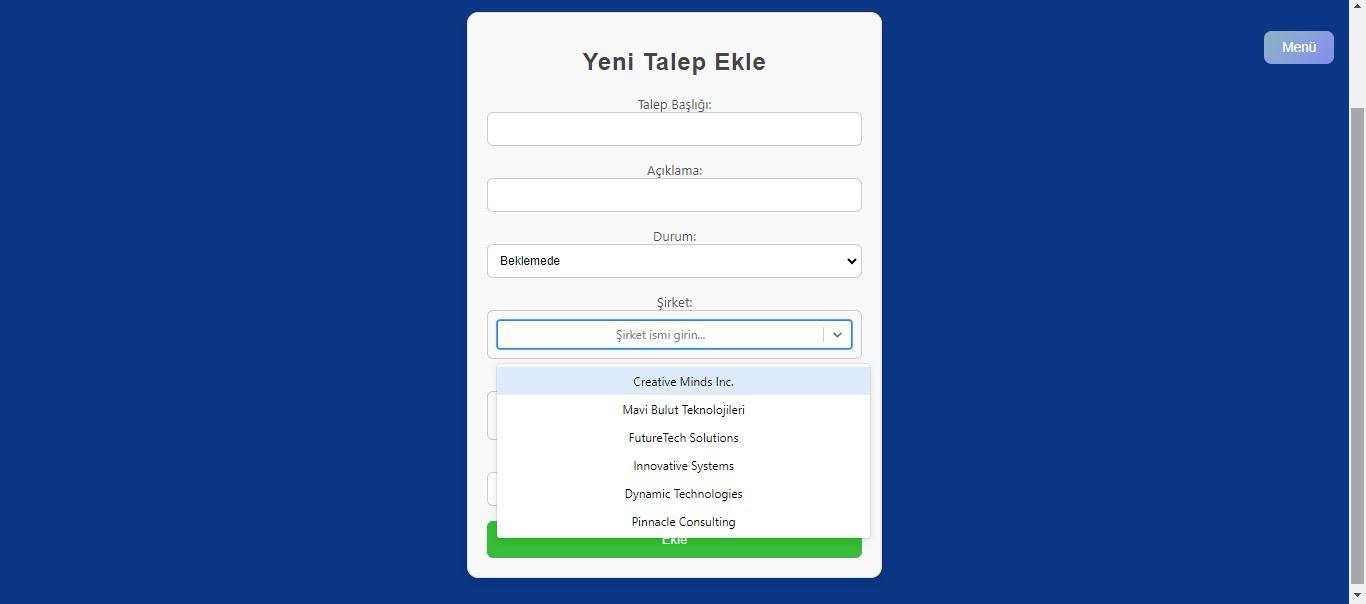 Menü
Yeni Talep Ekle
Talep Başlığı:
Açıklama:
Durum:
Beklemede
Şirket:
Şirket ismi girin...
Creative Minds Inc.
Mavi Bulut Teknolojileri
FutureTech Solutions
Innovative Systems
Dynamic Technologies
Pinnacle Consulting
Ekle